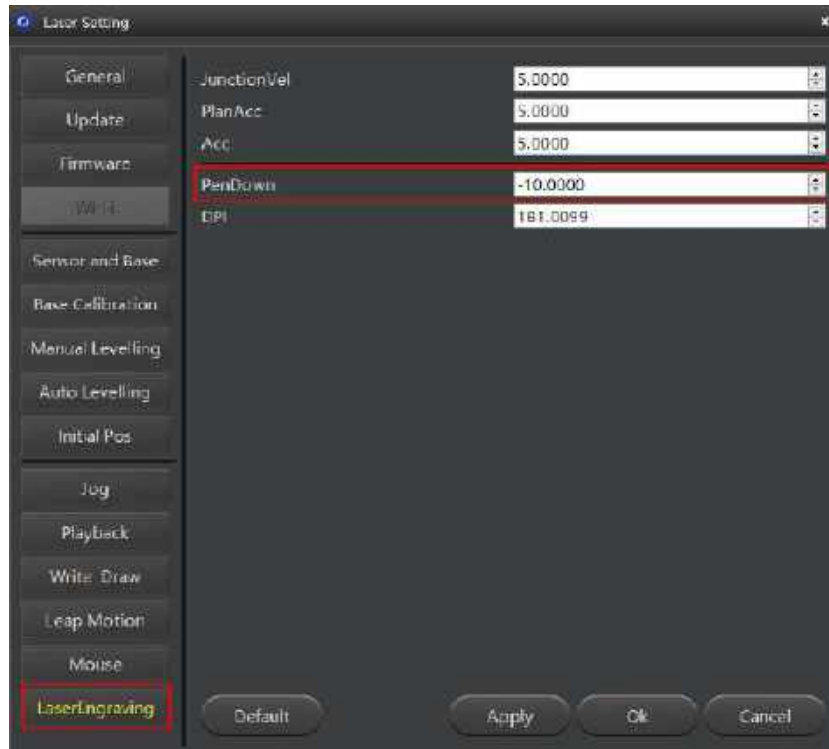 Laser Setting
General
Update
Firmware
Wi-Fi
Sensor and Base
Base Calibration
Manual Levelling
Auto Levelling
Initial Pos
Jog
Playback
Write Draw
Leap Motion
Mouse
LaserEngraving
JunctionVel 5.0000
PlanAcc 5.0000
Acc 5.0000
PenDown -10.0000
DPI 181.0099
Default Apply Ok Cancel